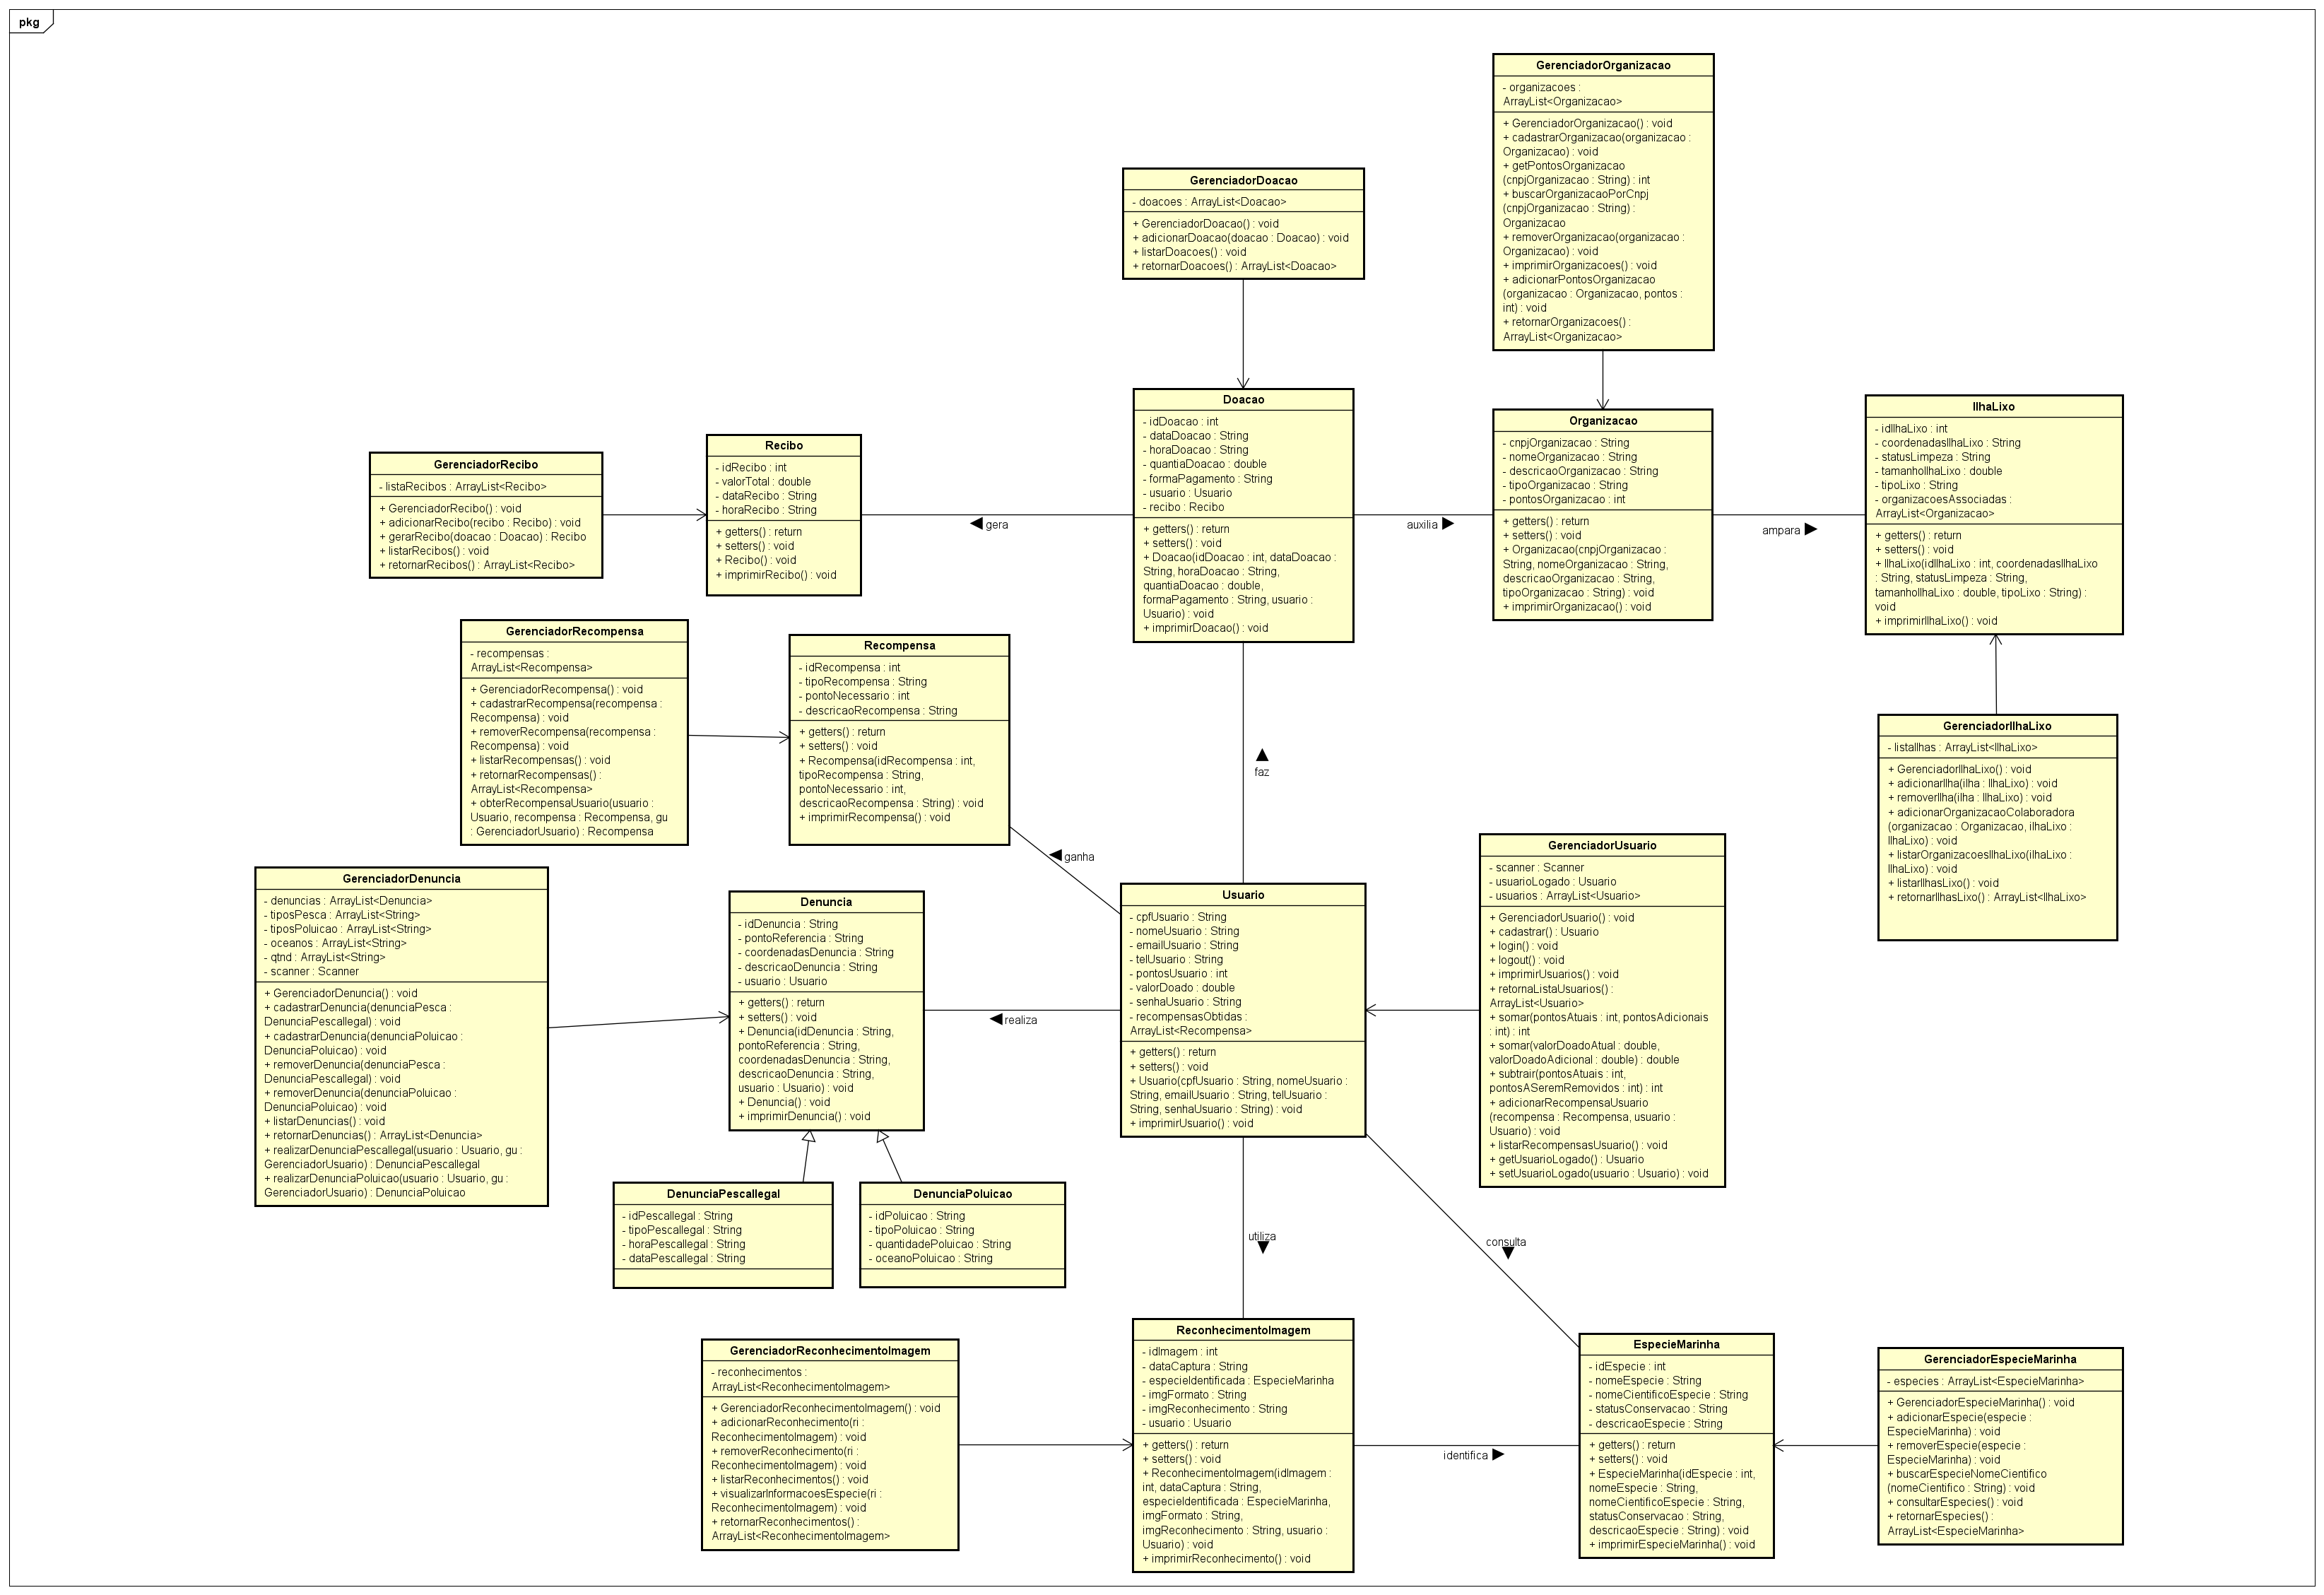 pkg
GerenciadorOrganizacao
- organizacoes :
ArrayList<Organizacao>
+ GerenciadorOrganizacao() : void
+ cadastrarOrganizacao(organizacao :
Organizacao) : void
+ getPontosOrganizacao
(cnpjOrganizacao : String) : int
+ buscarOrganizacaoPorCnpj
(cnpjOrganizacao : String) :
Organizacao
+ removerOrganizacao(organizacao :
Organizacao) : void
+ imprimirOrganizacoes() : void
+ adicionarPontosOrganizacao
(organizacao : Organizacao, pontos :
int) : void
+ retornarOrganizacoes() :
ArrayList<Organizacao>
GerenciadorDoacao
- doacoes : ArrayList<Doacao>
+ GerenciadorDoacao() : void
+ adicionarDoacao(doacao : Doacao) : void
+ listarDoacoes() : void
+ retornarDoacoes() : ArrayList<Doacao>
GerenciadorRecibo
- listaRecibos : ArrayList<Recibo>
+ GerenciadorRecibo() : void
+ adicionarRecibo(recibo : Recibo) : void
+ gerarRecibo(doacao : Doacao) : Recibo
+ listarRecibos() : void
+ retornarRecibos() : ArrayList<Recibo>
Recibo
- idRecibo : int
- valorTotal : double
- dataRecibo : String
- horaRecibo : String
+ getters() : return
+ setters() : void
+ Recibo() : void
+ imprimirRecibo() : void
gera
Doacao
- idDoacao : int
- dataDoacao : String
- horaDoacao : String
- quantiaDoacao : double
- formaPagamento : String
- usuario : Usuario
- recibo : Recibo
+ getters() : return
+ setters() : void
+ Doacao(idDoacao : int, dataDoacao :
String, horaDoacao : String,
quantiaDoacao : double,
formaPagamento : String, usuario :
Usuario) : void
+ imprimirDoacao() : void
auxilia
Organizacao
- cnpjOrganizacao : String
- nomeOrganizacao : String
- descricaoOrganizacao : String
- tipoOrganizacao : String
- pontosOrganizacao : int
+ getters() : return
+ setters() : void
+ Organizacao(cnpjOrganizacao :
String, nomeOrganizacao : String,
descricaoOrganizacao : String,
tipoOrganizacao : String) : void
+ imprimirOrganizacao() : void
ampara
IlhaLixo
- idIlhaLixo : int
- coordenadasIlhaLixo : String
- statusLimpeza : String
- tamanhoIlhaLixo : double
- tipoLixo : String
- organizacoesAssociadas :
ArrayList<Organizacao>
+ getters() : return
+ setters() : void
+ IlhaLixo(idIlhaLixo : int, coordenadasIlhaLixo
: String, statusLimpeza : String,
tamanhoIlhaLixo : double, tipoLixo : String) :
void
+ imprimirIlhaLixo() : void
GerenciadorRecompensa
- recompensas :
ArrayList<Recompensa>
+ GerenciadorRecompensa() : void
+ cadastrarRecompensa(recompensa :
Recompensa) : void
+ removerRecompensa(recompensa :
Recompensa) : void
+ listarRecompensas() : void
+ retornarRecompensas() :
ArrayList<Recompensa>
+ obterRecompensaUsuario(usuario :
Usuario, recompensa : Recompensa, gu
: GerenciadorUsuario) : Recompensa
Recompensa
- idRecompensa : int
- tipoRecompensa : String
- pontoNecessario : int
- descricaoRecompensa : String
+ getters() : return
+ setters() : void
+ Recompensa(idRecompensa : int,
tipoRecompensa : String,
pontoNecessario : int,
descricaoRecompensa : String) : void
+ imprimirRecompensa() : void
faz
ganha
GerenciadorIlhaLixo
- listaIlhas : ArrayList<IlhaLixo>
+ GerenciadorIlhaLixo() : void
+ adicionarIlha(ilha : IlhaLixo) : void
+ removerIlha(ilha : IlhaLixo) : void
+ adicionarOrganizacaoColaboradora
(organizacao : Organizacao, ilhaLixo :
IlhaLixo) : void
+ listarOrganizacoesIlhaLixo(ilhaLixo :
IlhaLixo) : void
+ listarIlhasLixo() : void
+ retornarIlhasLixo() : ArrayList<IlhaLixo>
GerenciadorDenuncia
- denuncias : ArrayList<Denuncia>
- tiposPesca : ArrayList<String>
- tiposPoluicao : ArrayList<String>
- oceanos : ArrayList<String>
- qtnd : ArrayList<String>
- scanner : Scanner
+ GerenciadorDenuncia() : void
+ cadastrarDenuncia(denunciaPesca :
DenunciaPescaIlegal) : void
+ cadastrarDenuncia(denunciaPoluicao :
DenunciaPoluicao) : void
+ removerDenuncia(denunciaPesca :
DenunciaPescaIlegal) : void
+ removerDenuncia(denunciaPoluicao :
DenunciaPoluicao) : void
+ listarDenuncias() : void
+ retornarDenuncias() : ArrayList<Denuncia>
+ realizarDenunciaPescaIlegal(usuario : Usuario, gu :
GerenciadorUsuario) : DenunciaPescaIlegal
+ realizarDenunciaPoluicao(usuario : Usuario, gu :
GerenciadorUsuario) : DenunciaPoluicao
Denuncia
- idDenuncia : String
- pontoReferencia : String
- coordenadasDenuncia : String
- descricaoDenuncia : String
- usuario : Usuario
+ getters() : return
+ setters() : void
+ Denuncia(idDenuncia : String,
pontoReferencia : String,
coordenadasDenuncia : String,
descricaoDenuncia : String,
usuario : Usuario) : void
+ Denuncia() : void
+ imprimirDenuncia() : void
realiza
Usuario
- cpfUsuario : String
- nomeUsuario : String
- emailUsuario : String
- telUsuario : String
- pontosUsuario : int
- valorDoado : double
- senhaUsuario : String
- recompensasObtidas :
ArrayList<Recompensa>
+ getters() : return
+ setters() : void
+ Usuario(cpfUsuario : String, nomeUsuario :
String, emailUsuario : String, telUsuario :
String, senhaUsuario : String) : void
+ imprimirUsuario() : void
GerenciadorUsuario
- scanner : Scanner
- usuarioLogado : Usuario
- usuarios : ArrayList<Usuario>
+ GerenciadorUsuario() : void
+ cadastrar() : Usuario
+ login() : void
+ logout() : void
+ imprimirUsuarios() : void
+ retornaListaUsuarios() :
ArrayList<Usuario>
+ somar(pontosAtuais : int, pontosAdicionais
: int) : int
+ somar(valorDoadoAtual : double,
valorDoadoAdicional : double) : double
+ subtrair(pontosAtuais : int,
pontosASeremRemovidos : int) : int
+ adicionarRecompensaUsuario
(recompensa : Recompensa, usuario :
Usuario) : void
+ listarRecompensasUsuario() : void
+ getUsuarioLogado() : Usuario
+ setUsuarioLogado(usuario : Usuario) : void
DenunciaPescaIlegal
- idPescaIlegal : String
- tipoPescaIlegal : String
- horaPescaIlegal : String
- dataPescaIlegal : String
DenunciaPoluicao
- idPoluicao : String
- tipoPoluicao : String
- quantidadePoluicao : String
- oceanoPoluicao : String
utiliza
consulta
GerenciadorReconhecimentoImagem
- reconhecimentos :
ArrayList<ReconhecimentoImagem>
+ GerenciadorReconhecimentoImagem() : void
+ adicionarReconhecimento(ri :
ReconhecimentoImagem) : void
+ removerReconhecimento(ri :
ReconhecimentoImagem) : void
+ listarReconhecimentos() : void
+ visualizarInformacoesEspecie(ri :
ReconhecimentoImagem) : void
+ retornarReconhecimentos() :
ArrayList<ReconhecimentoImagem>
ReconhecimentoImagem
- idImagem : int
- dataCaptura : String
- especieIdentificada : EspecieMarinha
- imgFormato : String
- imgReconhecimento : String
- usuario : Usuario
+ getters() : return
+ setters() : void
+ ReconhecimentoImagem(idImagem :
int, dataCaptura : String,
especieIdentificada : EspecieMarinha,
imgFormato : String,
imgReconhecimento : String, usuario :
Usuario) : void
+ imprimirReconhecimento() : void
identifica
EspecieMarinha
- idEspecie : int
- nomeEspecie : String
- nomeCientificoEspecie : String
- statusConservacao : String
- descricaoEspecie : String
+ getters() : return
+ setters() : void
+ EspecieMarinha(idEspecie : int,
nomeEspecie : String,
nomeCientificoEspecie : String,
statusConservacao : String,
descricaoEspecie : String) : void
+ imprimirEspecieMarinha() : void
GerenciadorEspecieMarinha
- especies : ArrayList<EspecieMarinha>
+ GerenciadorEspecieMarinha() : void
+ adicionarEspecie(especie :
EspecieMarinha) : void
+ removerEspecie(especie :
EspecieMarinha) : void
+ buscarEspecieNomeCientifico
(nomeCientifico : String) : void
+ consultarEspecies() : void
+ retornarEspecies() :
ArrayList<EspecieMarinha>